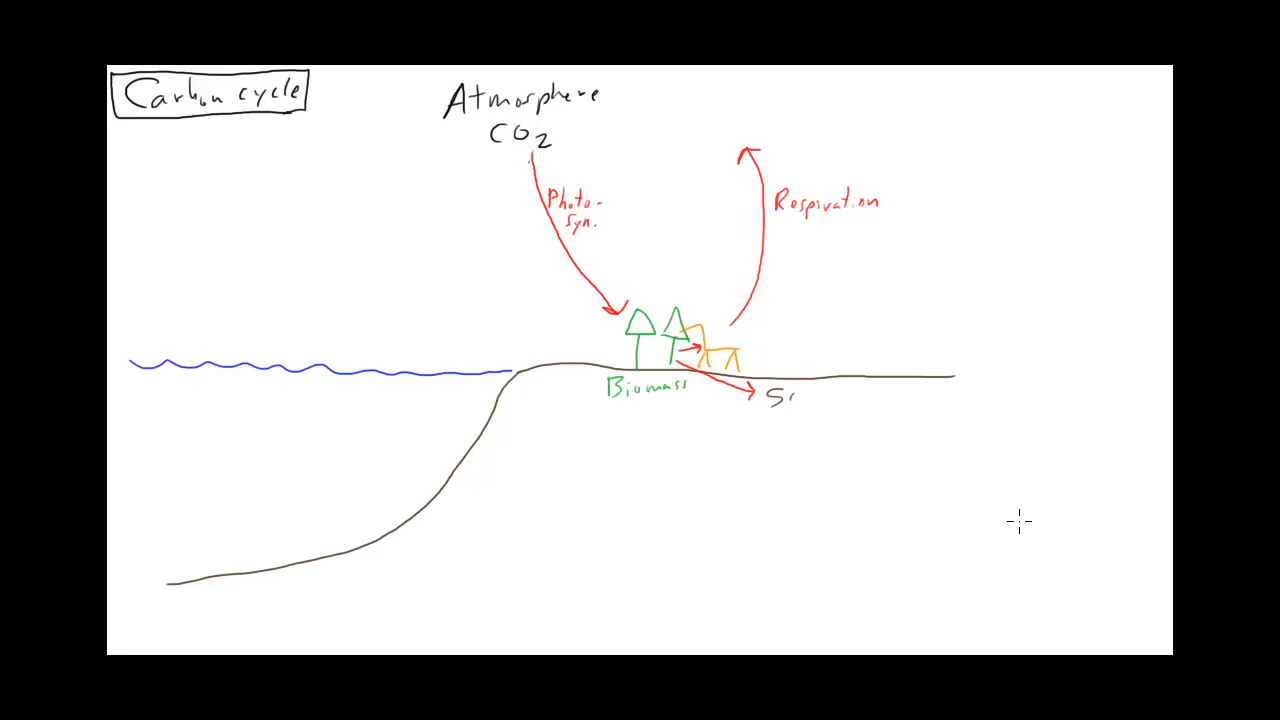 Carbon cycle
Atmosphere
CO2
Photo-
syn.
Respiration
Biomass